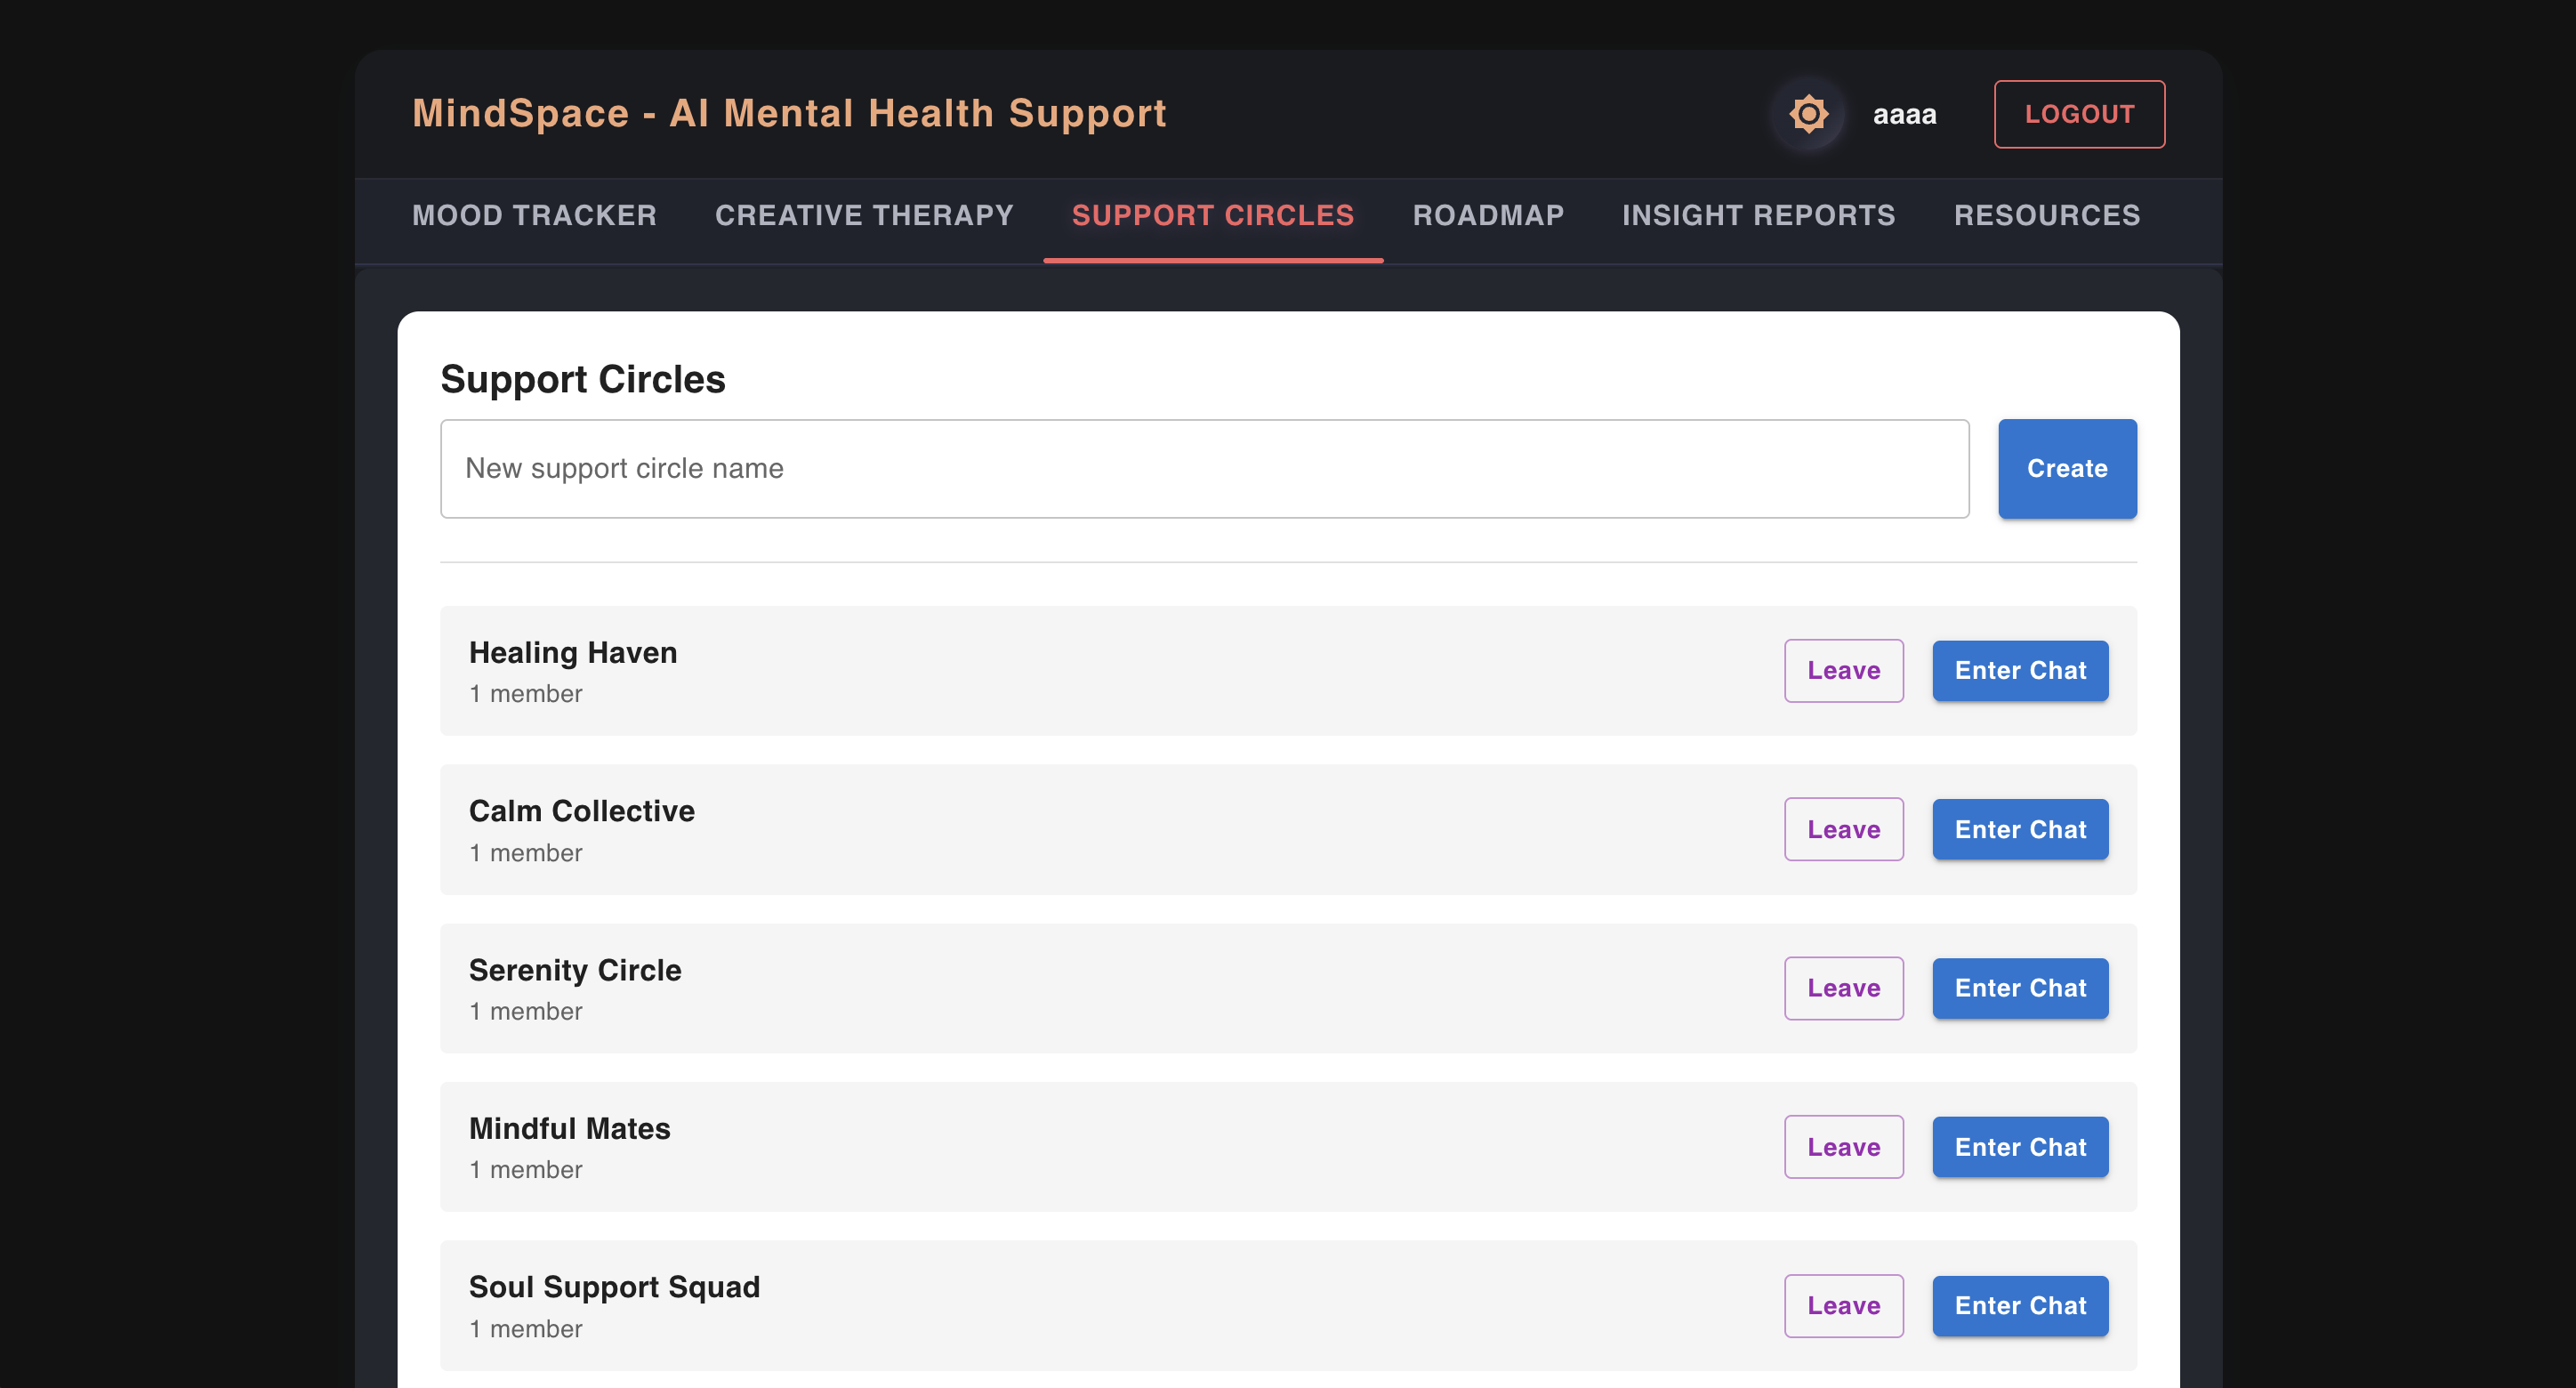 MindSpace - AI Mental Health Support
aaaa
LOGOUT
MOOD TRACKER
CREATIVE THERAPY
SUPPORT CIRCLES
ROADMAP
INSIGHT REPORTS
RESOURCES
Support Circles
New support circle name
Create
Healing Haven
1 member
Leave
Enter Chat
Calm Collective
1 member
Leave
Enter Chat
Serenity Circle
1 member
Leave
Enter Chat
Mindful Mates
1 member
Leave
Enter Chat
Soul Support Squad
1 member
Leave
Enter Chat